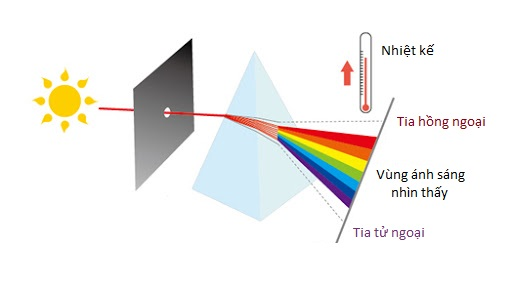 Nhiệt kế
Tia hồng ngoại
Vùng ánh sáng
nhìn thấy
Tia tử ngoại